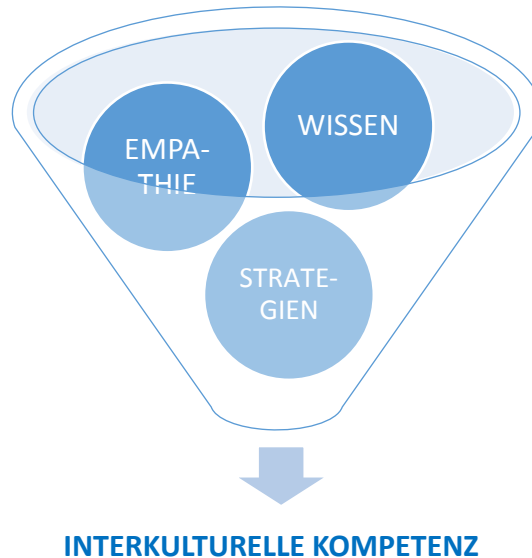 WISSEN
EMPA-
THIE
STRATE-
GIEN
INTERKULTURELLE KOMPETENZ